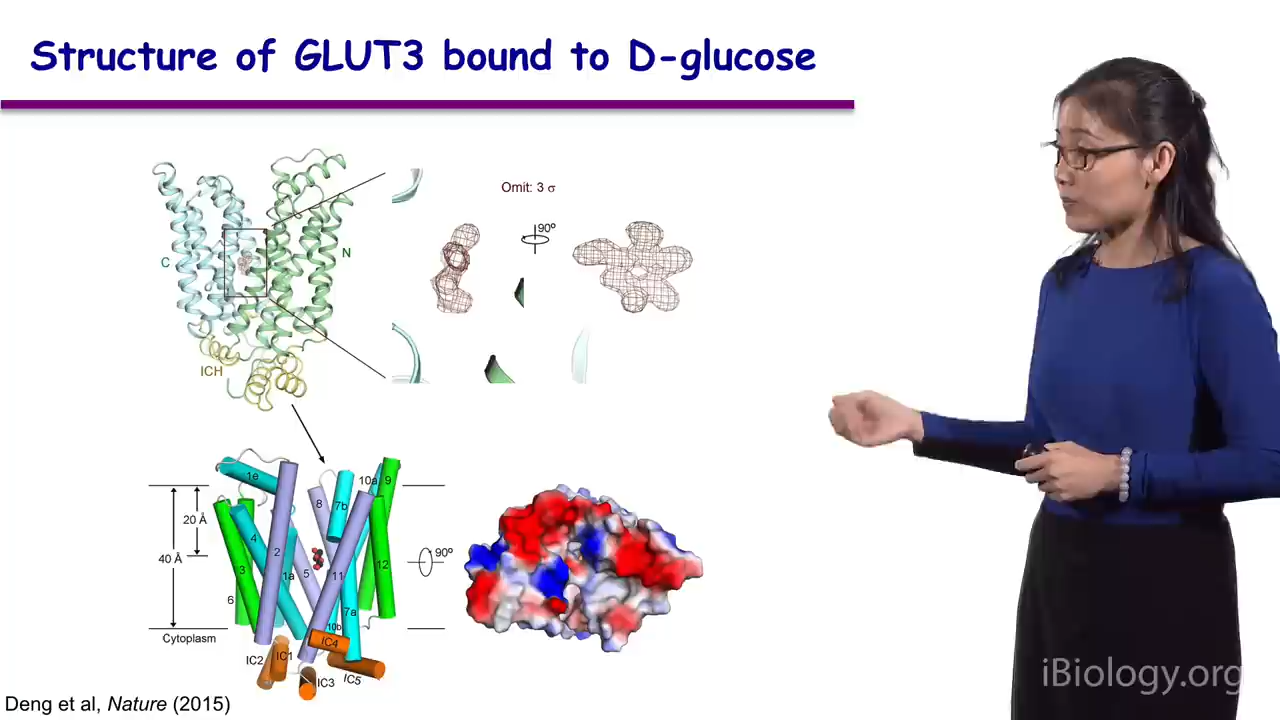 Structure of GLUT3 bound to D-glucose
Omit: 3 σ
90°
C
N
ICH
1e
10a
9
8
7b
20 Å
4
2
40 Å
90°
3
1a
5
11
12
6
7a
10b
Cytoplasm
IC4
IC2
IC1
IC3
IC5
Deng et al, Nature (2015)
iBiology.org